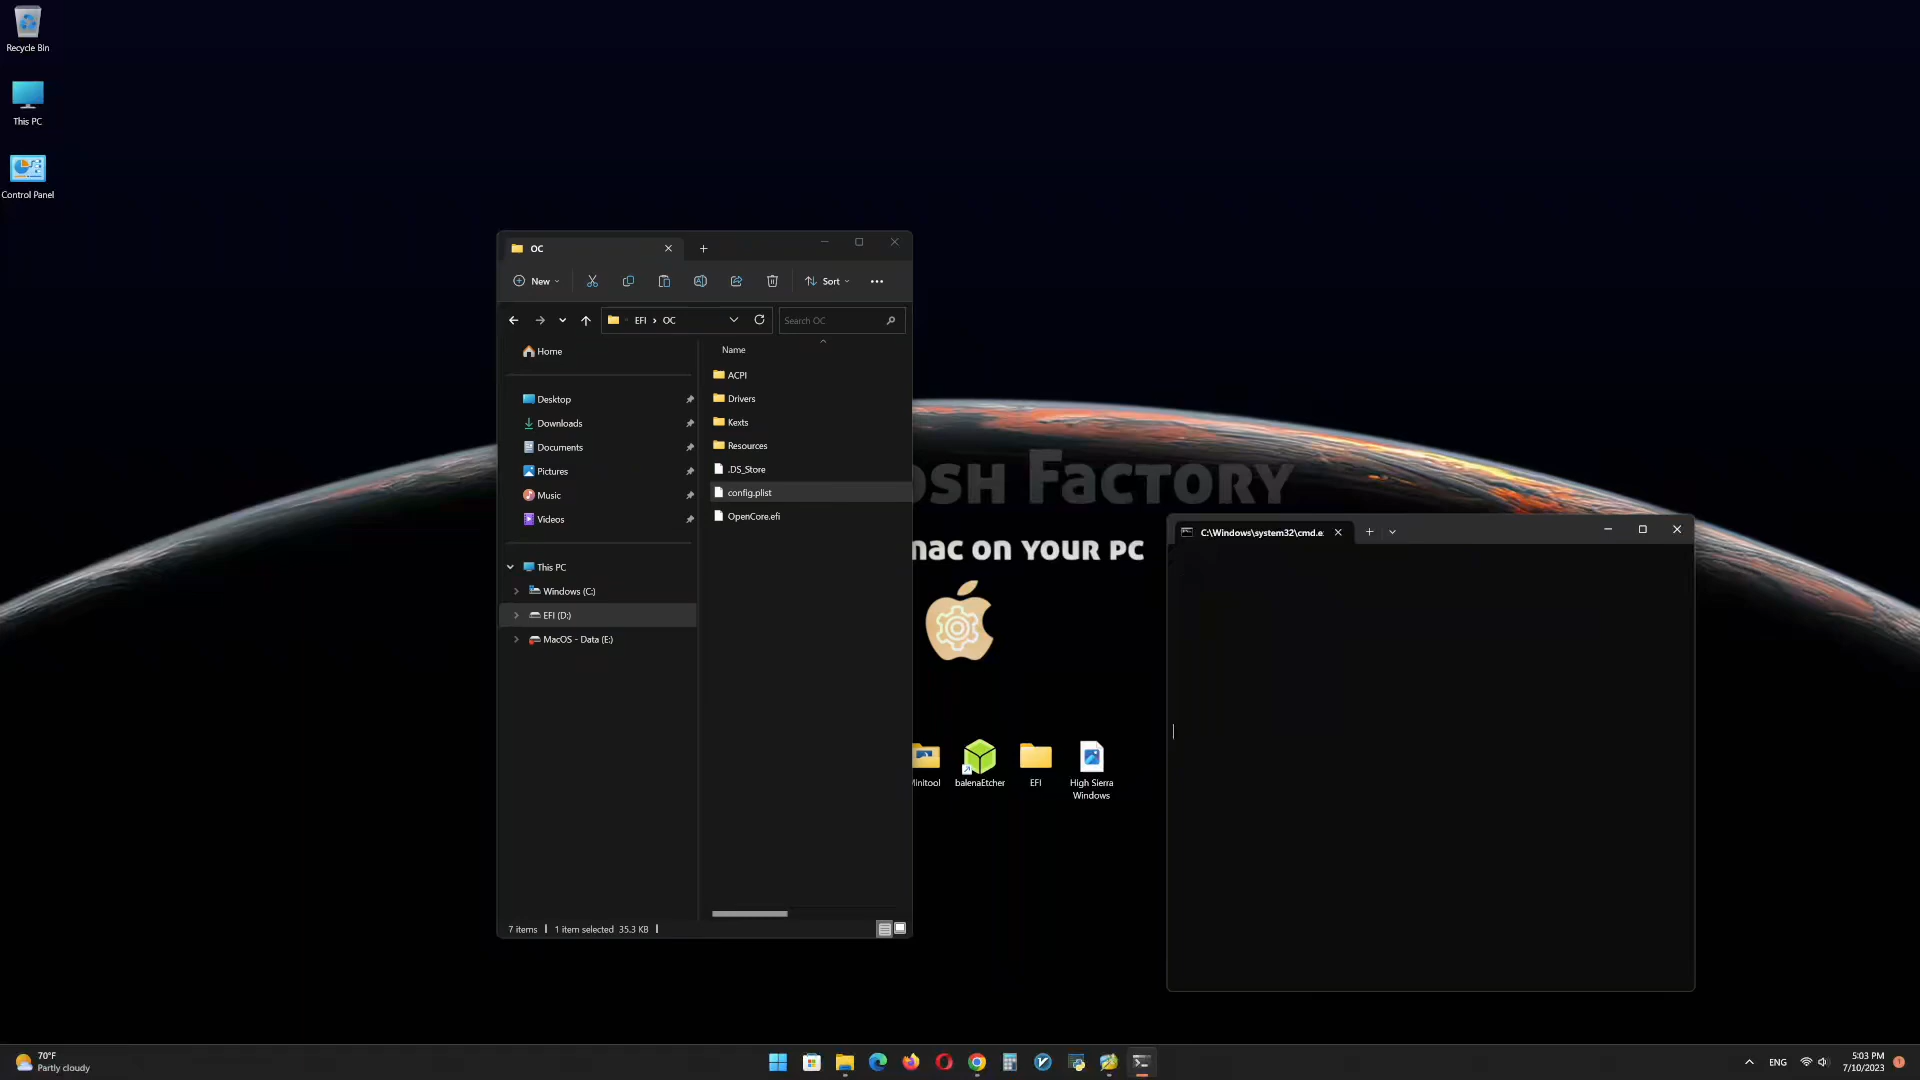 Recycle Bin
This PC
Control Panel
OC
New
Sort
EFI › OC
Search OC
Home
Desktop
Downloads
Documents
Pictures
Music
Videos
This PC
Windows (C:)
EFI (D:)
MacOS - Data (E:)
Name
ACPI
Drivers
Kexts
Resources
.DS_Store
config.plist
OpenCore.efi
7 items
1 item selected 35.3 KB
OSH FACTORY
MAC ON YOUR PC
C:\Windows\system32\cmd.e
Minitool
balenaEtcher
EFI
High Sierra
Windows
70°F
Partly cloudy
ENG
5:03 PM
7/10/2023